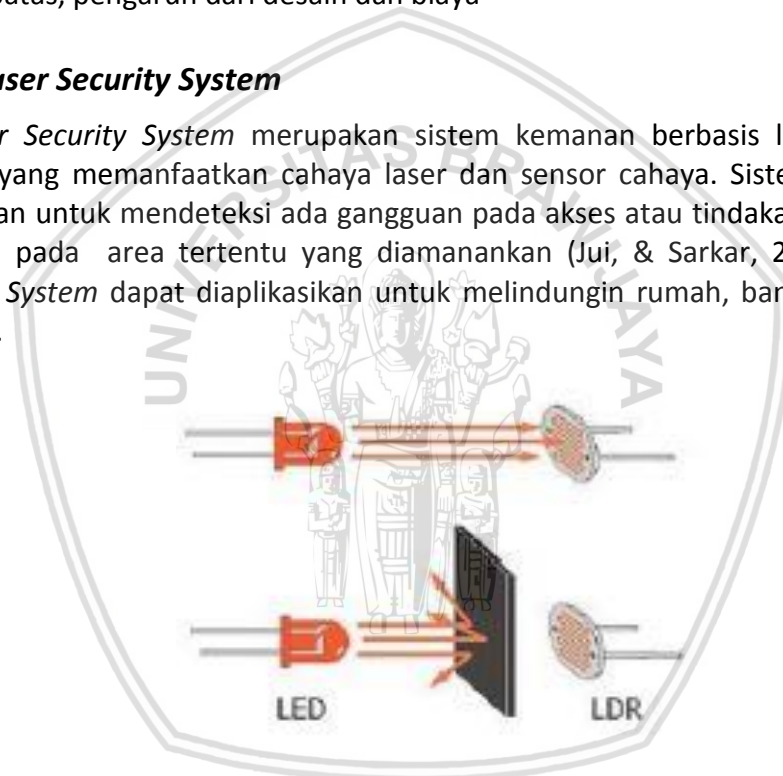 batas, pengaruh dari desain dan biaya
aser Security System
r Security System merupakan sistem kemanan berbasis l
yang memanfaatkan cahaya laser dan sensor cahaya. Siste
an untuk mendeteksi ada gangguan pada akses atau tindaka
pada area tertentu yang diamanankan (Jui, & Sarkar, 2
System dapat diaplikasikan untuk melindungin rumah, ban
UNIVERSITAS BRAWIJAYA
LED LDR